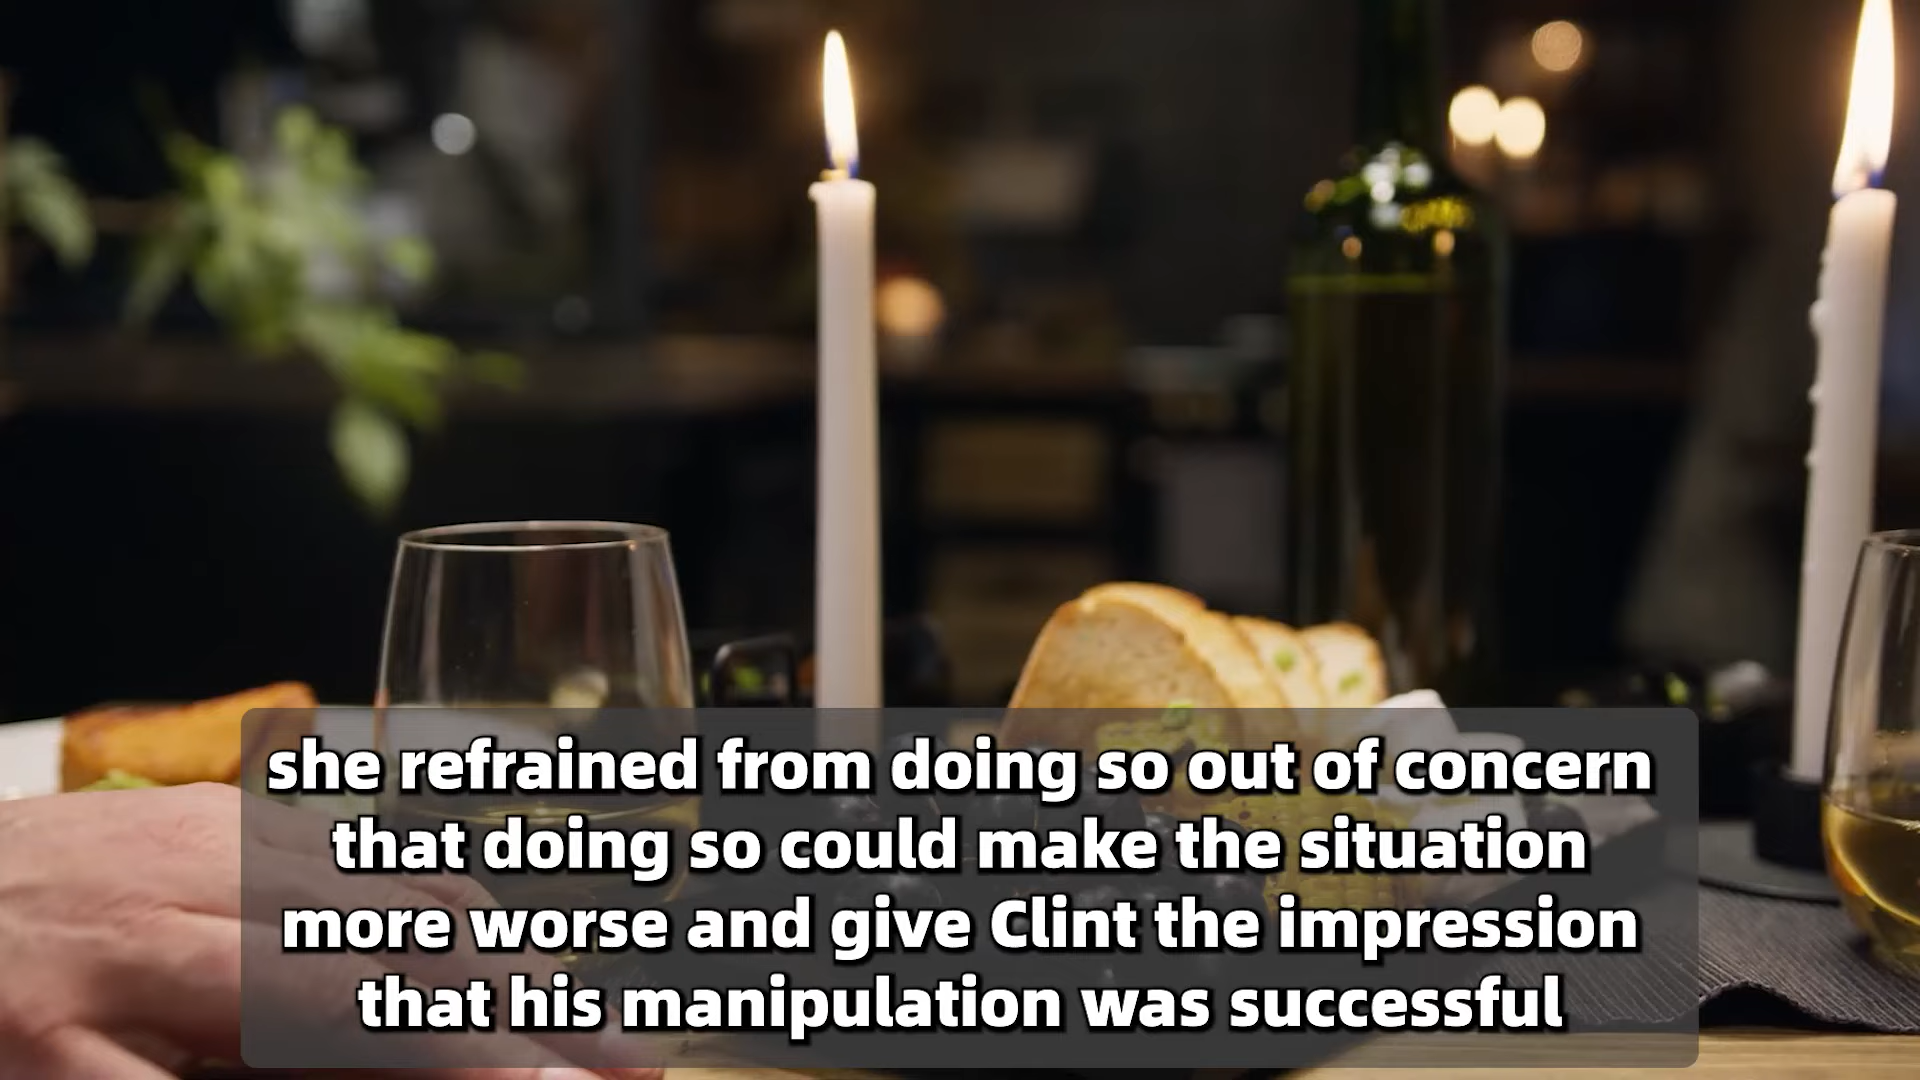 she refrained from doing so out of concern
that doing so could make the situation
more worse and give Clint the impression
that his manipulation was successful